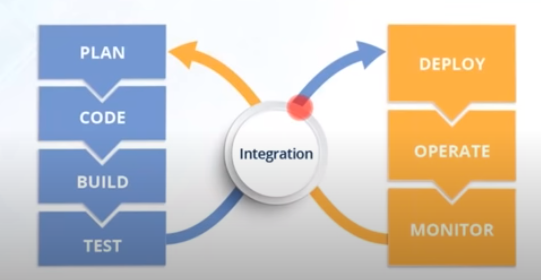 PLAN
CODE
BUILD
TEST
Integration
DEPLOY
OPERATE
MONITOR